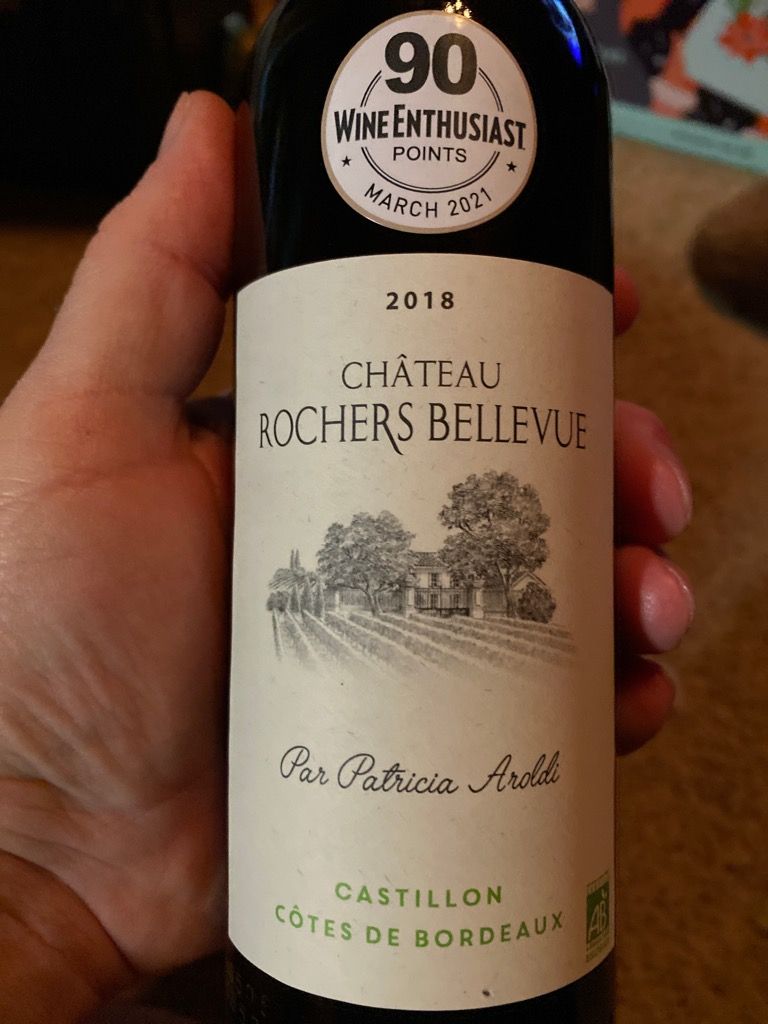 90
WINE ENTHUSIAST
POINTS
MARCH 2021
2018
CHÂTEAU
ROCHERS BELLEVUE
Par Patricia Aroldi
CASTILLON
CÔTES DE BORDEAUX
AB